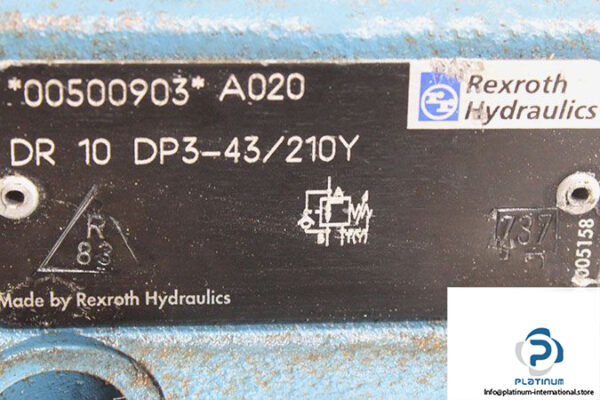 *00500903* A020
Rexroth
Hydraulics
DR 10 DP3-43/210Y
R
83
737
005158
Made by Rexroth Hydraulics
PLATINUM
Info@platinum-international.store